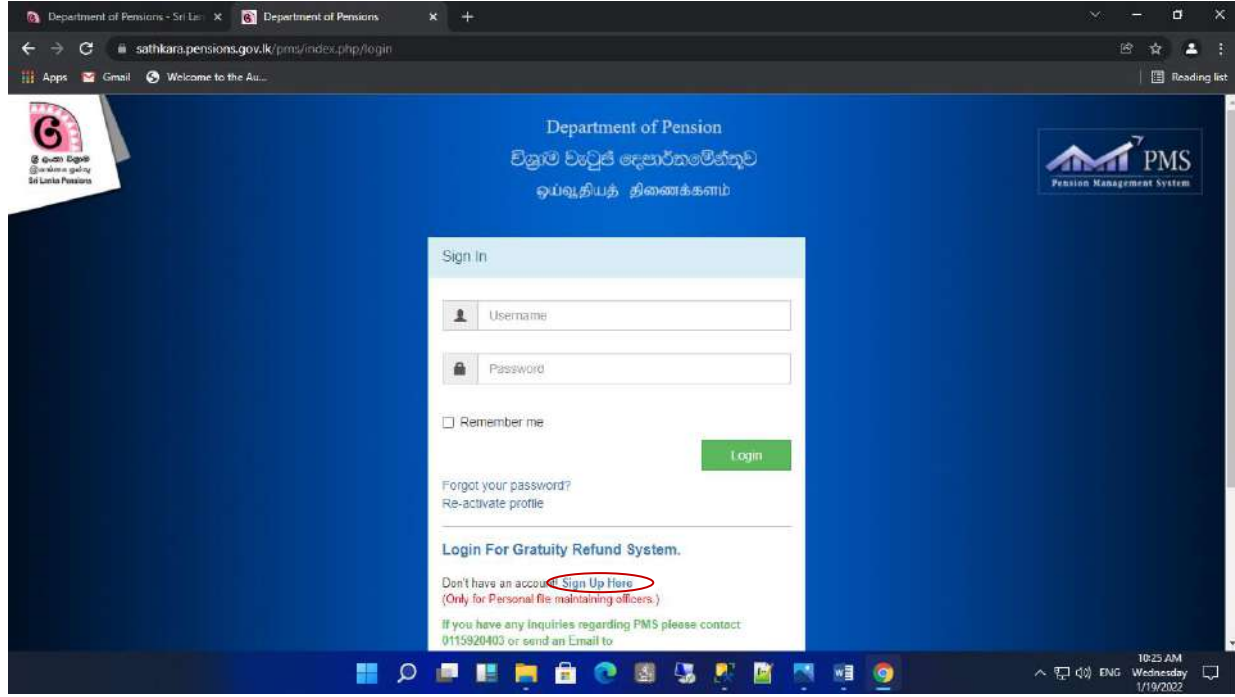 Department of Pensions - Sri Lan
Department of Pensions
sathkara.pensions.gov.lk/pms/index.php/login
Apps
Gmail
Welcome to the Au...
Reading list
ශ්‍රී ලංකා විශ්‍රාම
Sri Lanka Pensions
Department of Pension
විශ්‍රාම වැටුප් දෙපාර්තමේන්තුව
ஓய்வூதியத் திணைக்களம்
PMS
Pension Management System
Sign In
Username
Password
Remember me
Login
Forgot your password?
Re-activate profile
Login For Gratuity Refund System.
Don't have an account! Sign Up Here
(Only for Personal file maintaining officers.)
If you have any inquiries regarding PMS please contact
0115920403 or send an Email to
ENG
10:25 AM
Wednesday
1/19/2022